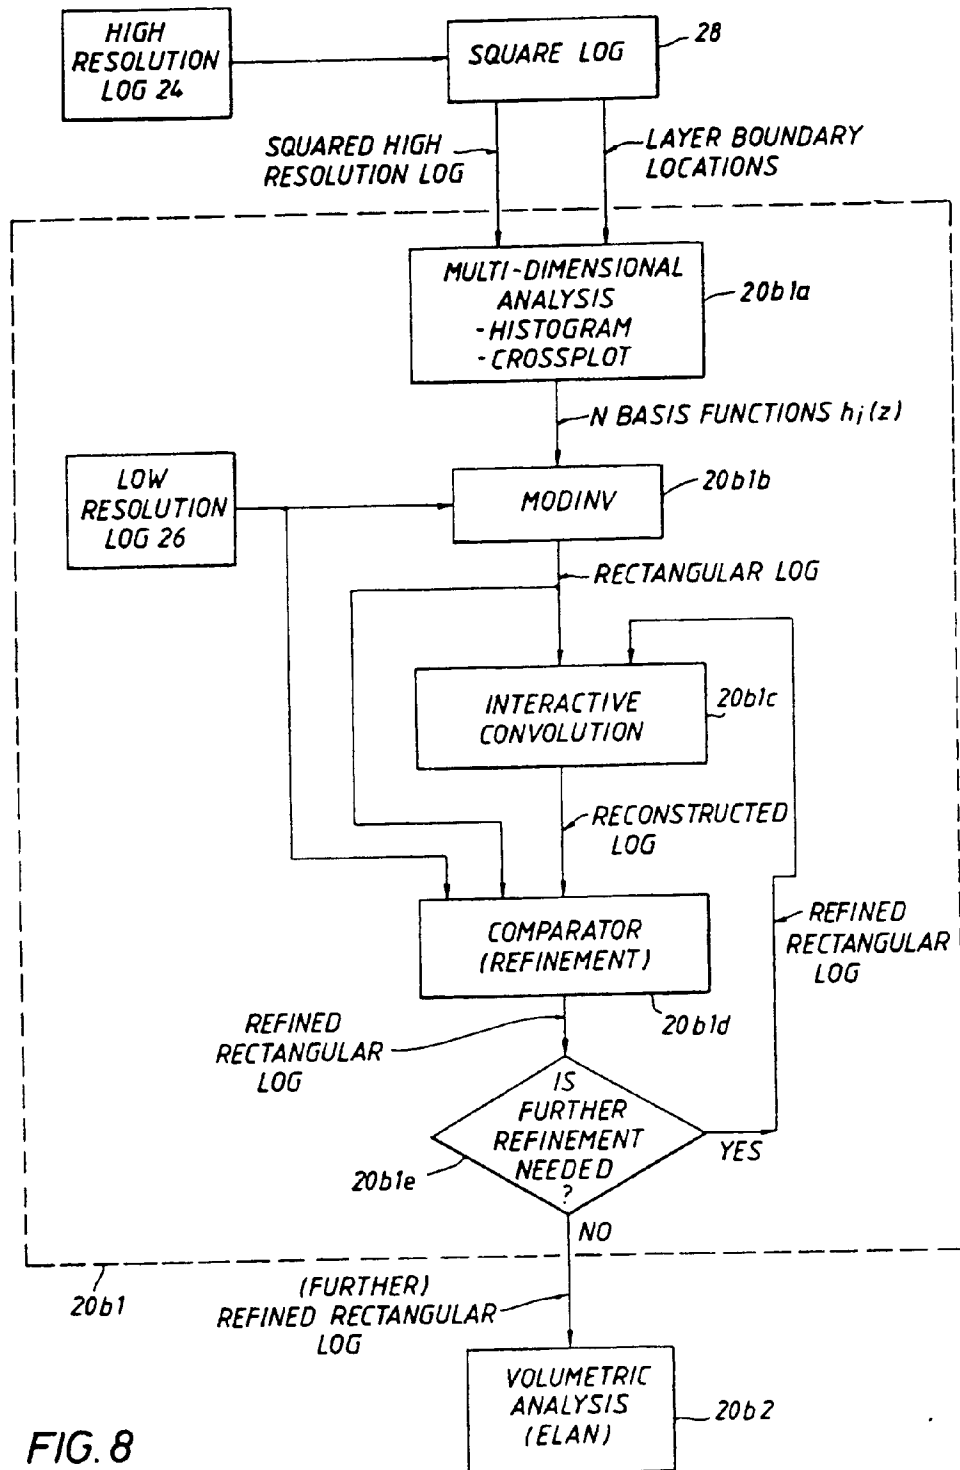 HIGH
RESOLUTION
LOG 24
SQUARE LOG
28
SQUARED HIGH
RESOLUTION LOG
LAYER BOUNDARY
LOCATIONS
MULTI-DIMENSIONAL
ANALYSIS
-HISTOGRAM
-CROSSPLOT
20b1a
N BASIS FUNCTIONS hi(z)
LOW
RESOLUTION
LOG 26
MODINV
20b1b
RECTANGULAR LOG
INTERACTIVE
CONVOLUTION
20b1c
RECONSTRUCTED
LOG
COMPARATOR
(REFINEMENT)
20b1d
REFINED
RECTANGULAR
LOG
REFINED
RECTANGULAR
LOG
IS
FURTHER
REFINEMENT
NEEDED
?
20b1e
YES
NO
20b1
(FURTHER)
REFINED RECTANGULAR
LOG
VOLUMETRIC
ANALYSIS
(ELAN)
20b2
FIG. 8